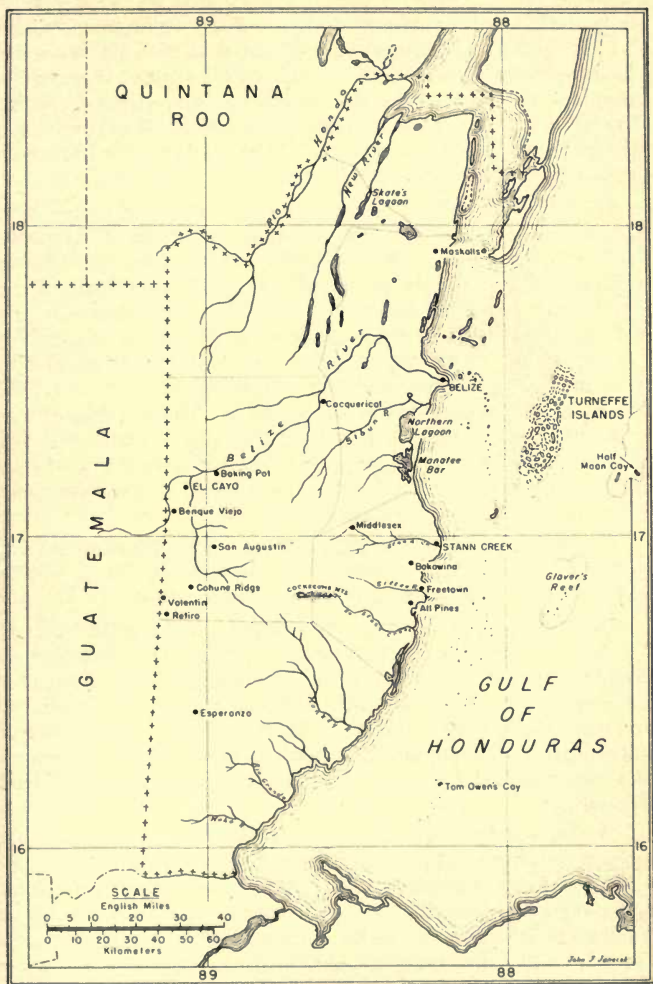 89
88
QUINTANA
ROO
Rio Hondo
New River
Skate's
Lagoon
18
18
Maskalls
Belize River
BELIZE
Cocquericot
Sibun R.
Northern
Lagoon
TURNEFFE
ISLANDS
Manatee
Bar
Half
Moon Cay
GUATEMALA
Baking Pot
EL CAYO
Benque Viejo
17
17
Middlesex
STANN CREEK
San Augustin
Bokowina
Cohune Ridge
COCKSCOMB MTS.
Freetown
Glover's
Reef
Valentin
All Pines
Retiro
GULF
OF
HONDURAS
Esperanza
Rio Grande
Tom Owen's Cay
16
16
SCALE
English Miles
0 5 10 20 30 40
0 10 20 30 40 50 60
Kilometers
89
88
John J Janecek